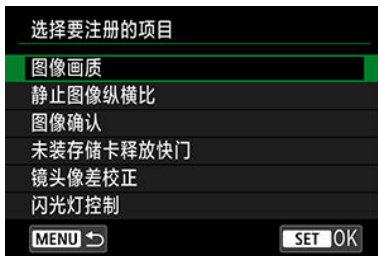 选择要注册的项目
图像画质
静止图像纵横比
图像确认
未装存储卡释放快门
镜头像差校正
闪光灯控制
MENU SET OK